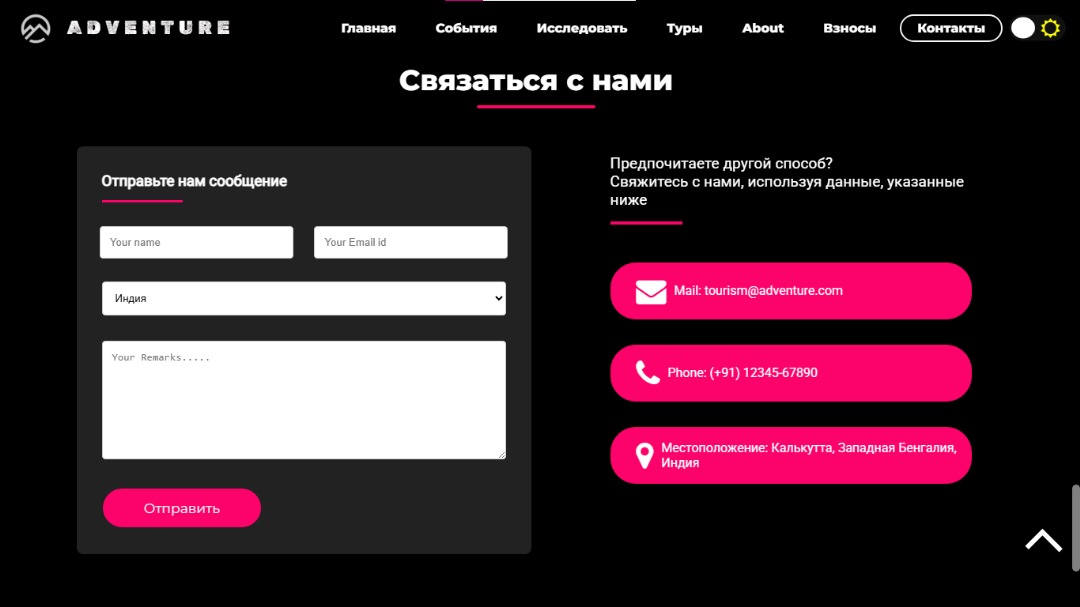 ADVENTURE
Главная
События
Исследовать
Туры
About
Взносы
Контакты
Связаться с нами
Отправьте нам сообщение
Your name
Your Email id
Индия
Your Remarks.....
Отправить
Предпочитаете другой способ?
Свяжитесь с нами, используя данные, указанные
ниже
Mail: tourism@adventure.com
Phone: (+91) 12345-67890
Местоположение: Калькутта, Западная Бенгалия,
Индия